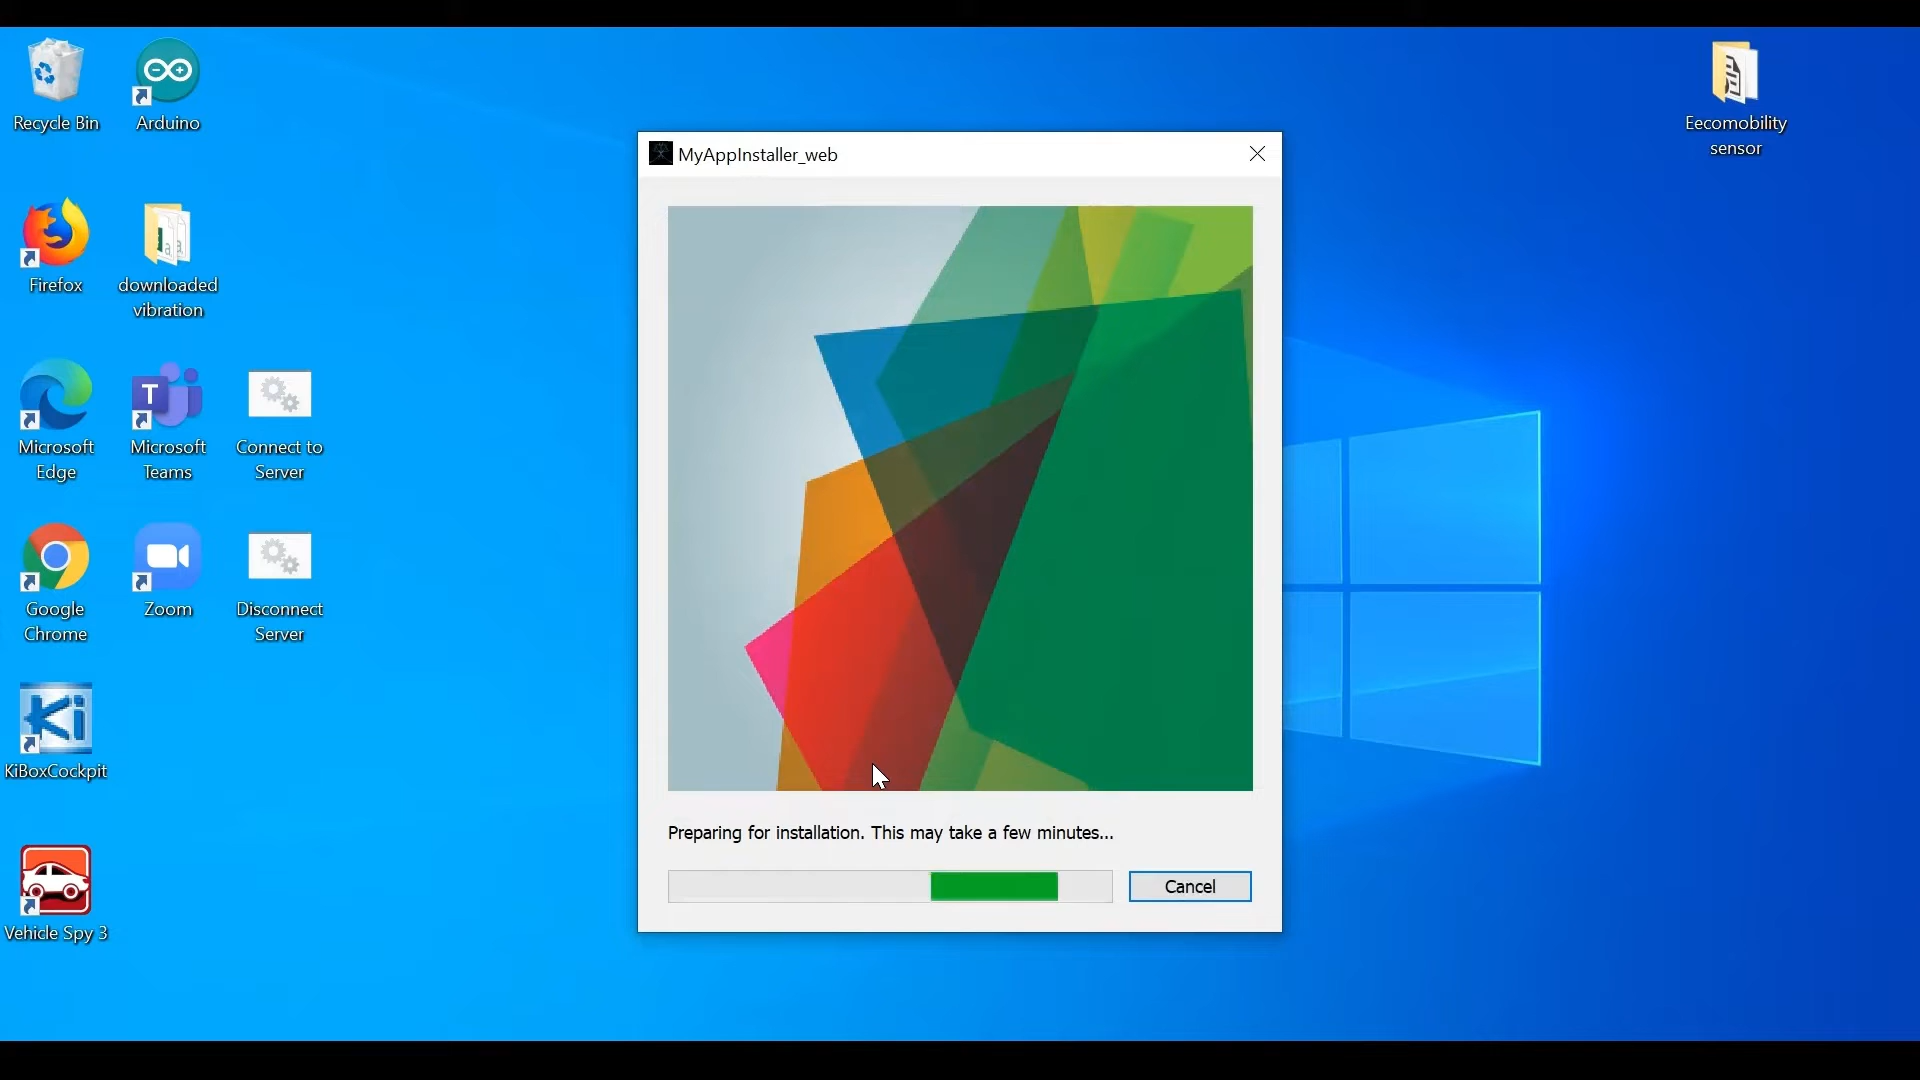 Recycle Bin
Arduino
Eecomobility
sensor
MyAppInstaller_web
Firefox
downloaded
vibration
Microsoft
Edge
T
Microsoft
Teams
Connect to
Server
Google
Chrome
Zoom
Disconnect
Server
Ki
KiBoxCockpit
Preparing for installation. This may take a few minutes...
Cancel
Vehicle Spy 3